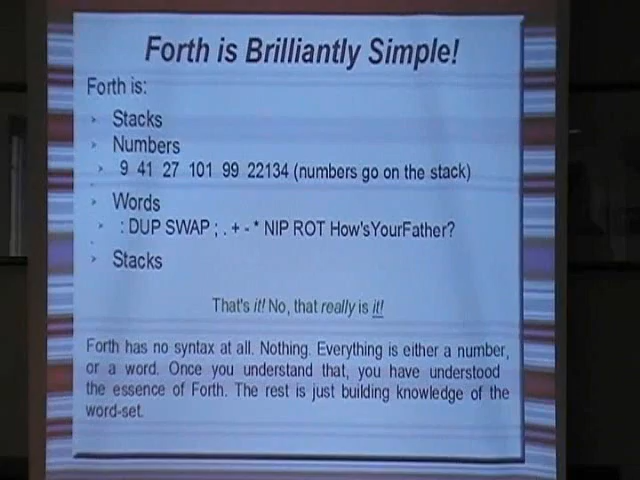 Forth is Brilliantly Simple!
Forth is:
Stacks
Numbers
9 41 27 101 99 22134 (numbers go on the stack)
Words
: DUP SWAP ; . + - * NIP ROT How'sYourFather?
Stacks
That's it! No, that really is it!
Forth has no syntax at all. Nothing. Everything is either a number,
or a word. Once you understand that, you have understood
the essence of Forth. The rest is just building knowledge of the
word-set.